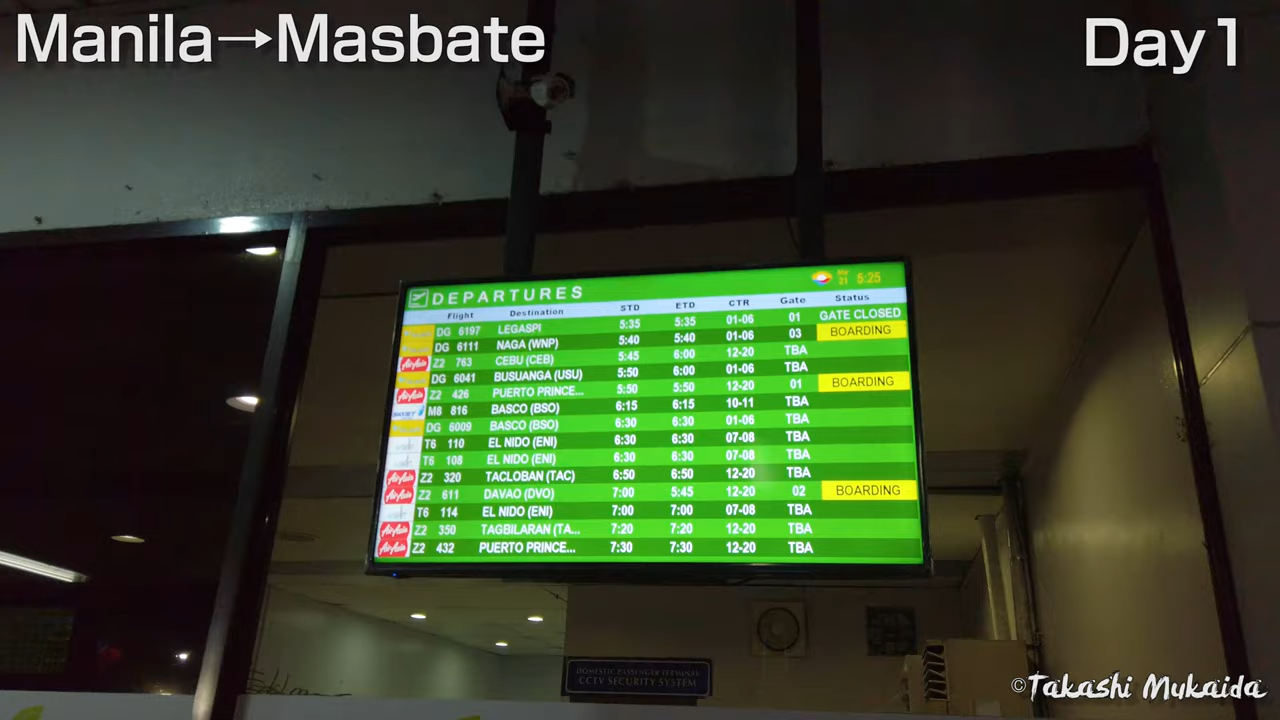 Manila→Masbate
Day1
DEPARTURES 21 5:25
Flight Destination STD ETD CTR Gate Status
DG 6197 LEGASPI 5:35 5:35 01-06 01 GATE CLOSED
DG 6111 NAGA (WNP) 5:40 5:40 01-06 03 BOARDING
AirAsia Z2 763 CEBU (CEB) 5:45 6:00 12-20 TBA
DG 6041 BUSUANGA (USU) 5:50 6:00 01-06 TBA
AirAsia Z2 426 PUERTO PRINCE... 5:50 5:50 12-20 01 BOARDING
M8 816 BASCO (BSO) 6:15 6:15 10-11 TBA
DG 6009 BASCO (BSO) 6:30 6:30 01-06 TBA
T6 110 EL NIDO (ENI) 6:30 6:30 07-08 TBA
T6 108 EL NIDO (ENI) 6:30 6:30 07-08 TBA
AirAsia Z2 320 TACLOBAN (TAC) 6:50 6:50 12-20 TBA
AirAsia Z2 611 DAVAO (DVO) 7:00 5:45 12-20 02 BOARDING
T6 114 EL NIDO (ENI) 7:00 7:00 07-08 TBA
AirAsia Z2 350 TAGBILARAN (TA... 7:20 7:20 12-20 TBA
AirAsia Z2 432 PUERTO PRINCE... 7:30 7:30 12-20 TBA
DOMESTIC PASSENGER TERMINAL
CCTV SECURITY SYSTEM
©Takashi Mukaida